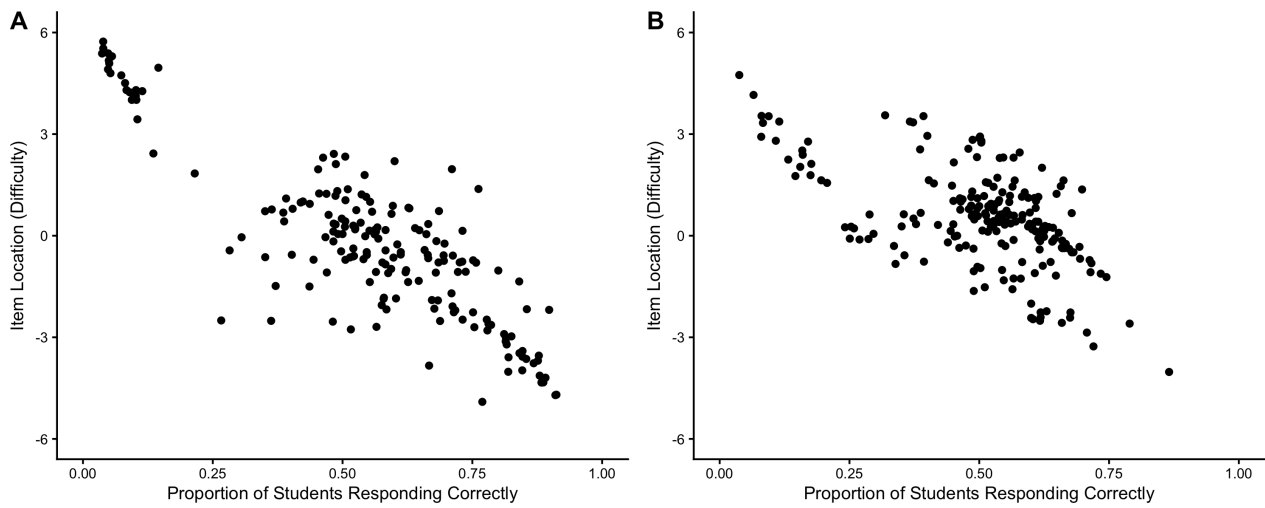 A
Item Location (Difficulty)
6
3
0
-3
-6
0.00 0.25 0.50 0.75 1.00
Proportion of Students Responding Correctly
B
Item Location (Difficulty)
6
3
0
-3
-6
0.00 0.25 0.50 0.75 1.00
Proportion of Students Responding Correctly